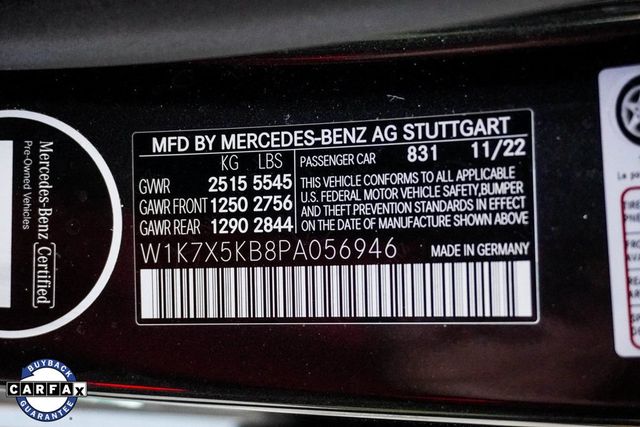 MFD BY MERCEDES-BENZ AG STUTTGART
KG LBS
GVWR 2515 5545
GAWR FRONT 1250 2756
GAWR REAR 1290 2844
PASSENGER CAR 831 11/22
THIS VEHICLE CONFORMS TO ALL APPLICABLE
U.S. FEDERAL MOTOR VEHICLE SAFETY, BUMPER
AND THEFT PREVENTION STANDARDS IN EFFECT
ON THE DATE OF MANUFACTURE SHOWN ABOVE
W1K7X5KB8PA056946
MADE IN GERMANY
Mercedes-Benz Certified
Pre-Owned Vehicles
BUYBACK
CARFAX
GUARANTEE